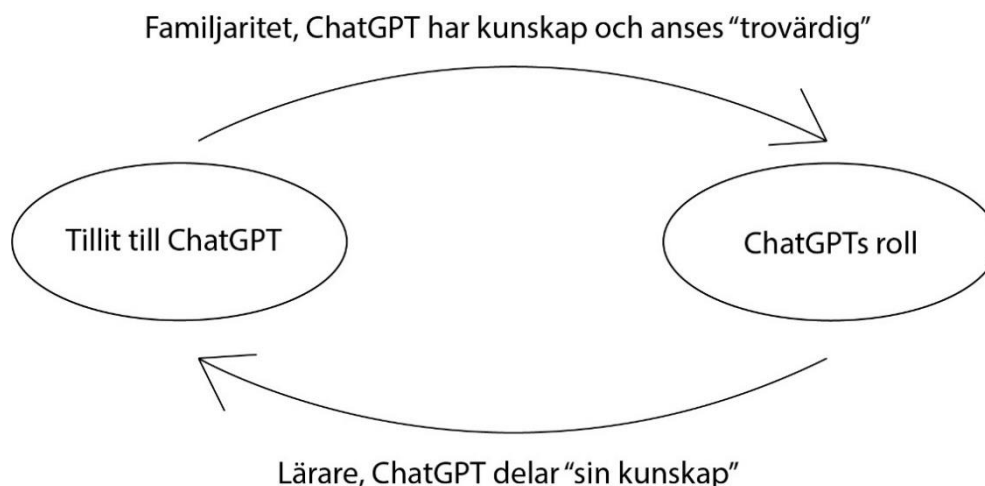 Familjaritet, ChatGPT har kunskap och anses “trovärdig”
Tillit till ChatGPT
ChatGPTs roll
Lärare, ChatGPT delar “sin kunskap”